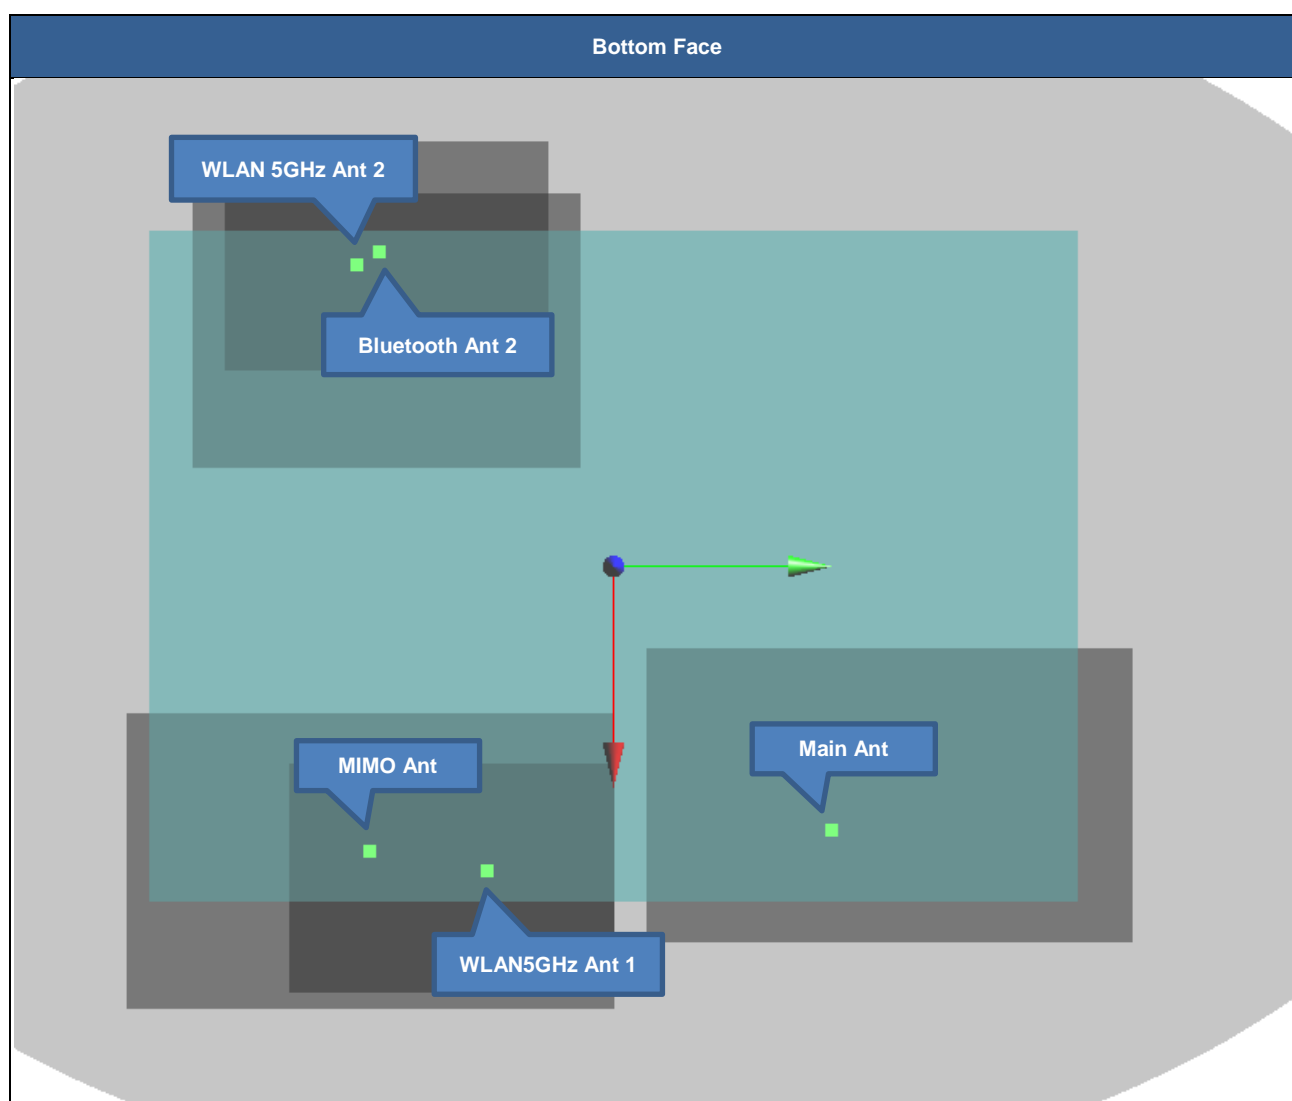 Bottom Face
WLAN 5GHz Ant 2
Bluetooth Ant 2
Main Ant
MIMO Ant
WLAN5GHz Ant 1